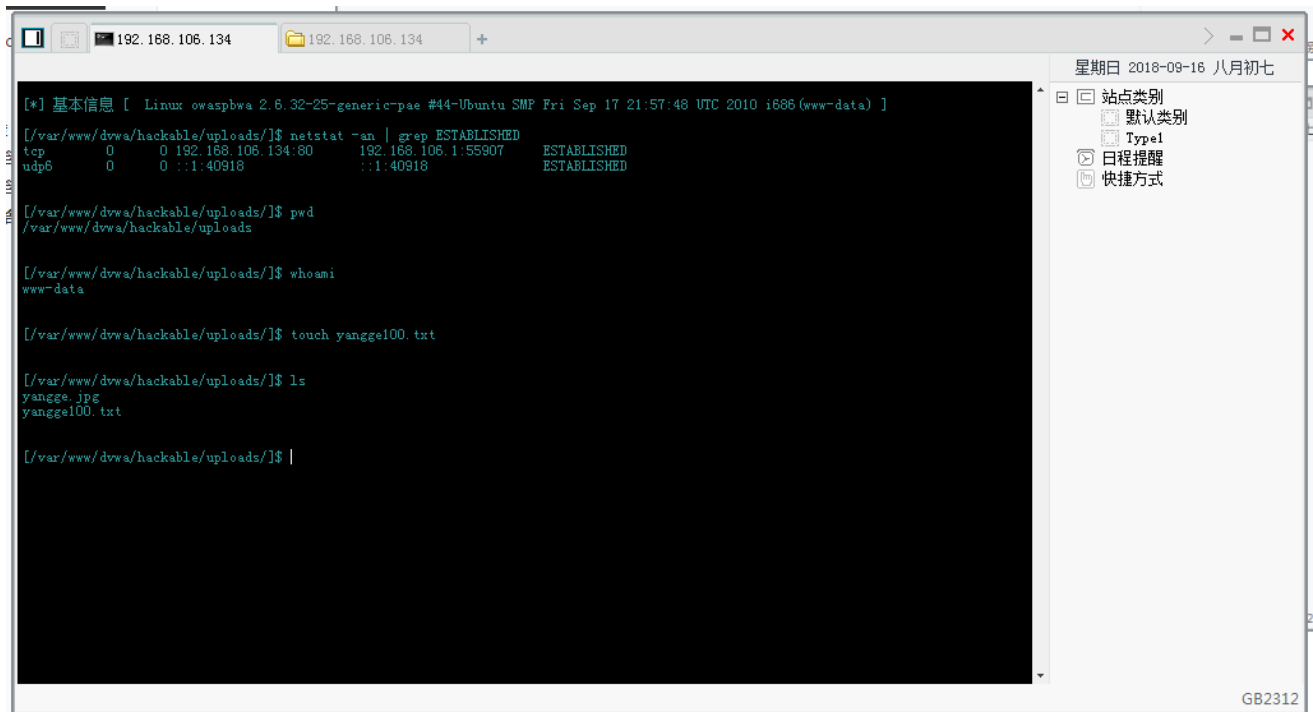 192.168.106.134
192.168.106.134
+
星期日 2018-09-16 八月初七
[*] 基本信息 [ Linux owaspbwa 2.6.32-25-generic-pae #44-Ubuntu SMP Fri Sep 17 21:57:48 UTC 2010 i686(www-data) ]
[/var/www/dvwa/hackable/uploads/]$ netstat -an | grep ESTABLISHED
tcp 0 0 192.168.106.134:80 192.168.106.1:55907 ESTABLISHED
udp6 0 0 ::1:40918 ::1:40918 ESTABLISHED
[/var/www/dvwa/hackable/uploads/]$ pwd
/var/www/dvwa/hackable/uploads
[/var/www/dvwa/hackable/uploads/]$ whoami
www-data
[/var/www/dvwa/hackable/uploads/]$ touch yangge100.txt
[/var/www/dvwa/hackable/uploads/]$ ls
yangge.jpg
yangge100.txt
[/var/www/dvwa/hackable/uploads/]$
站点类别
默认类别
Type1
日程提醒
快捷方式
GB2312